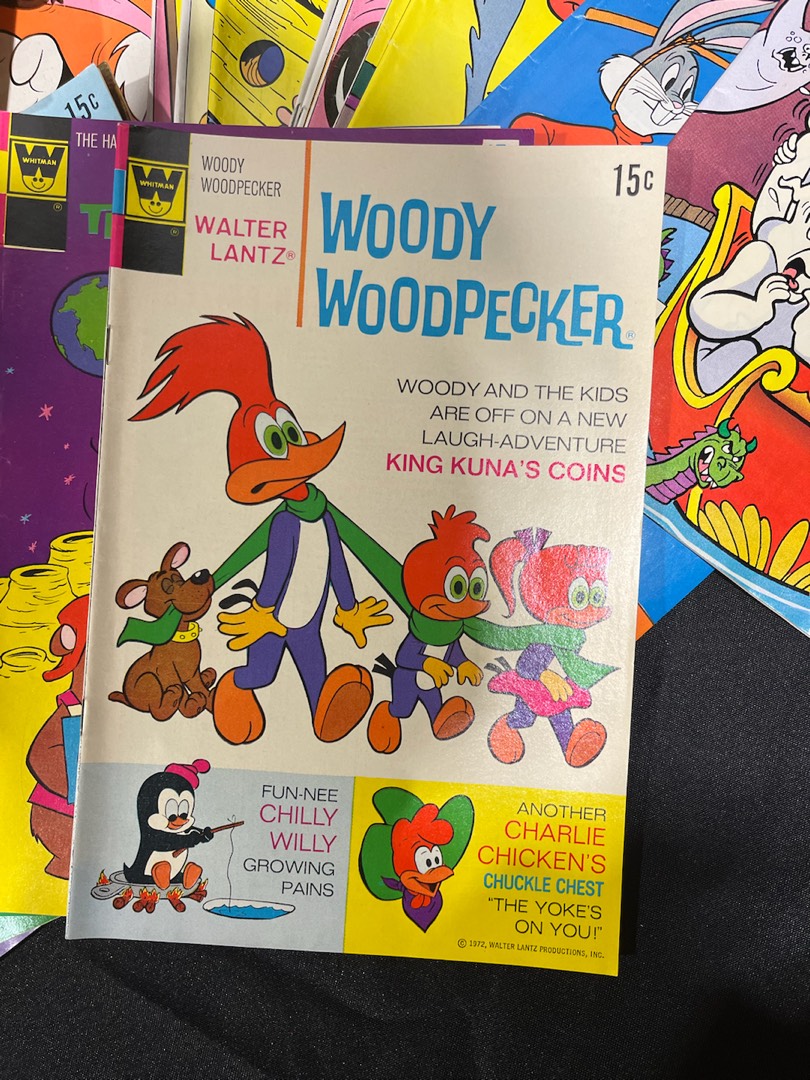 15¢
WHITMAN
®
THE HA
WHITMAN
®
WOODY
WOODPECKER
WALTER
LANTZ®
WOODY
WOODPECKER®
15¢
WOODY AND THE KIDS
ARE OFF ON A NEW
LAUGH-ADVENTURE
KING KUNA'S COINS
FUN-NEE
CHILLY
WILLY
GROWING
PAINS
ANOTHER
CHARLIE
CHICKEN'S
CHUCKLE CHEST
"THE YOKE'S
ON YOU!"
© 1972, WALTER LANTZ PRODUCTIONS, INC.